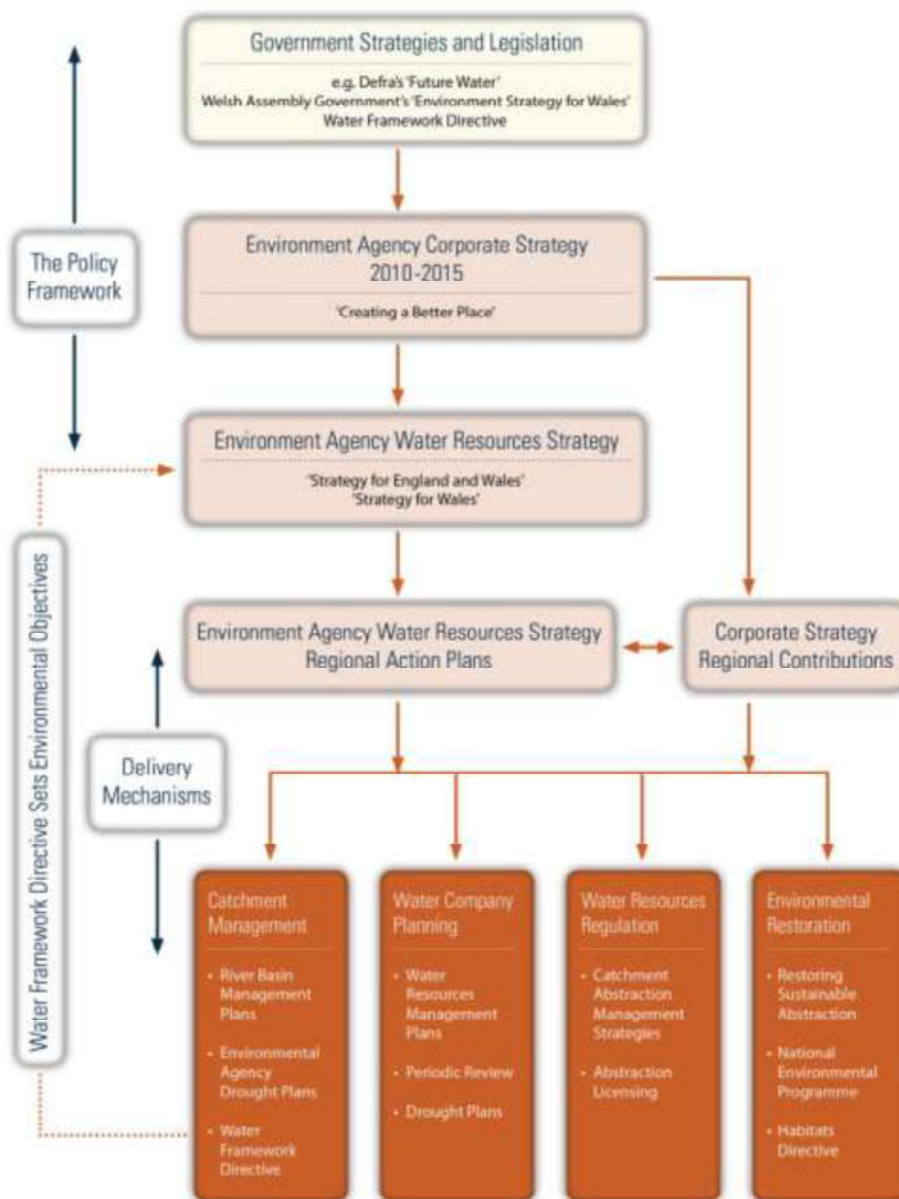 Government Strategies and Legislation
e.g. Defra's 'Future Water'
Welsh Assembly Government's 'Environment Strategy for Wales'
Water Framework Directive
The Policy
Framework
Environment Agency Corporate Strategy
2010-2015
'Creating a Better Place'
Environment Agency Water Resources Strategy
'Strategy for England and Wales'
'Strategy for Wales'
Water Framework Directive Sets Environmental Objectives
Environment Agency Water Resources Strategy
Regional Action Plans
Corporate Strategy
Regional Contributions
Delivery
Mechanisms
Catchment
Management
• River Basin
Management
Plans
• Environmental
Agency
Drought Plans
• Water
Framework
Directive
Water Company
Planning
• Water
Resources
Management
Plans
• Periodic Review
• Drought Plans
Water Resources
Regulation
• Catchment
Abstraction
Management
Strategies
• Abstraction
Licensing
Environmental
Restoration
• Restoring
Sustainable
Abstraction
• National
Environmental
Programme
• Habitats
Directive